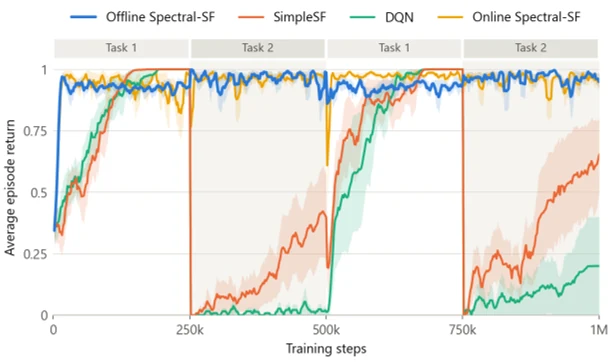 Offline Spectral-SF SimpleSF DQN Online Spectral-SF
Task 1 Task 2 Task 1 Task 2
1
0.75
0.5
0.25
0
Average episode return
0 250k 500k 750k 1M
Training steps